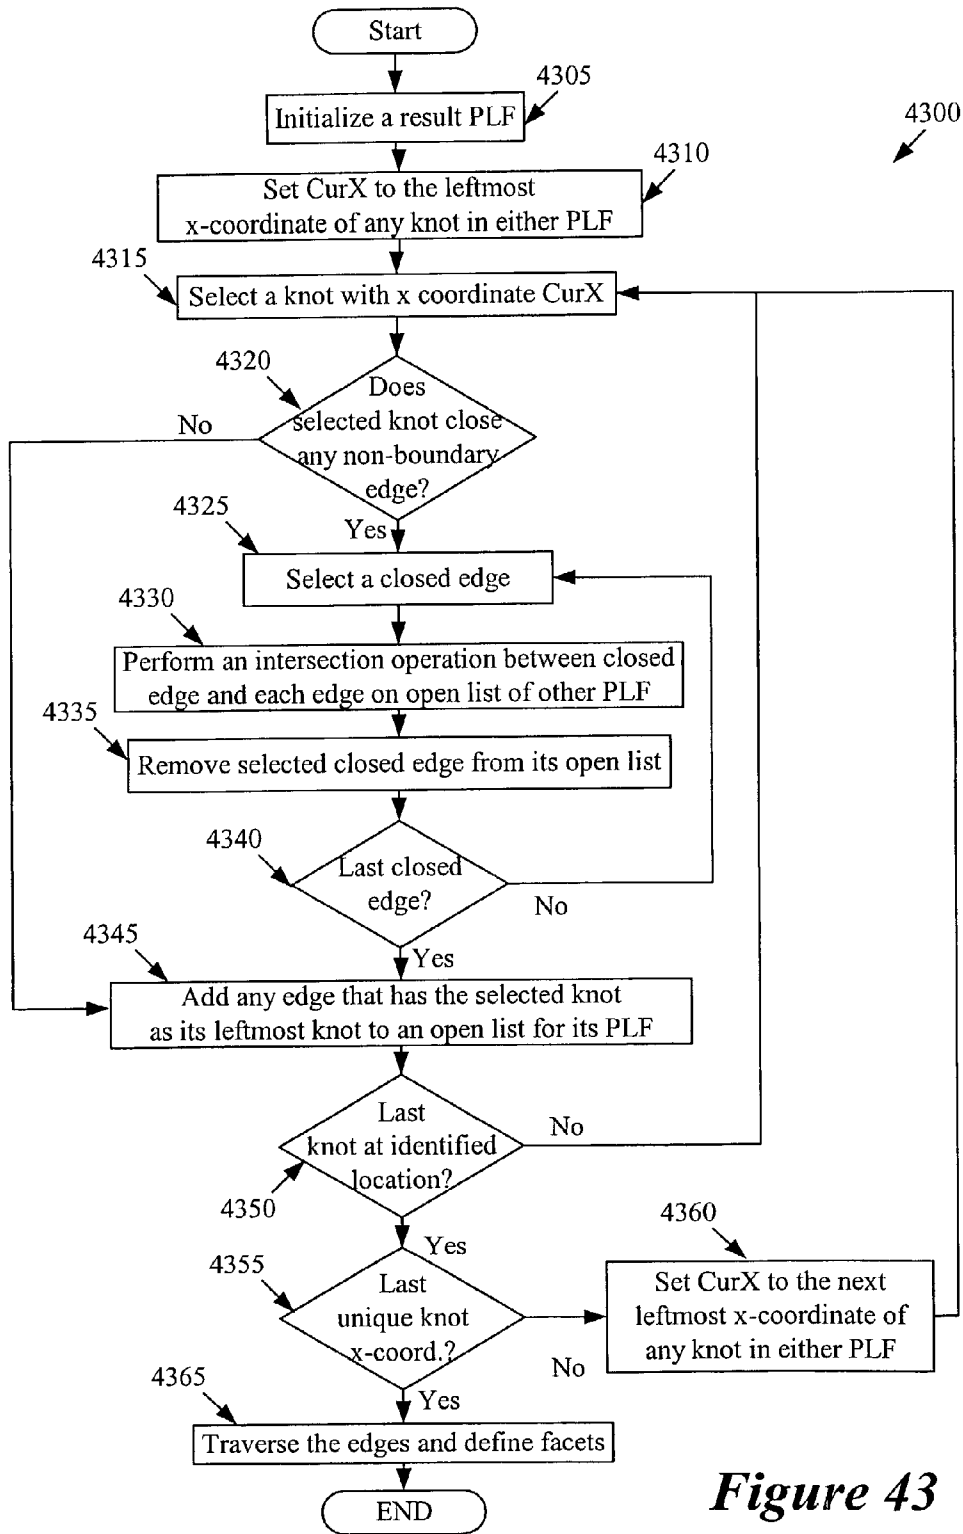 Start
4305
Initialize a result PLF
4300
4310
Set CurX to the leftmost
x-coordinate of any knot in either PLF
4315
Select a knot with x coordinate CurX
4320
Does
selected knot close
any non-boundary
edge?
No
4325
Yes
Select a closed edge
4330
Perform an intersection operation between closed
edge and each edge on open list of other PLF
4335
Remove selected closed edge from its open list
4340
Last closed
edge?
No
4345
Yes
Add any edge that has the selected knot
as its leftmost knot to an open list for its PLF
Last
knot at identified
location?
No
4350
4360
Yes
4355
Last
unique knot
x-coord.?
Set CurX to the next
leftmost x-coordinate of
any knot in either PLF
No
4365
Yes
Traverse the edges and define facets
END
Figure 43